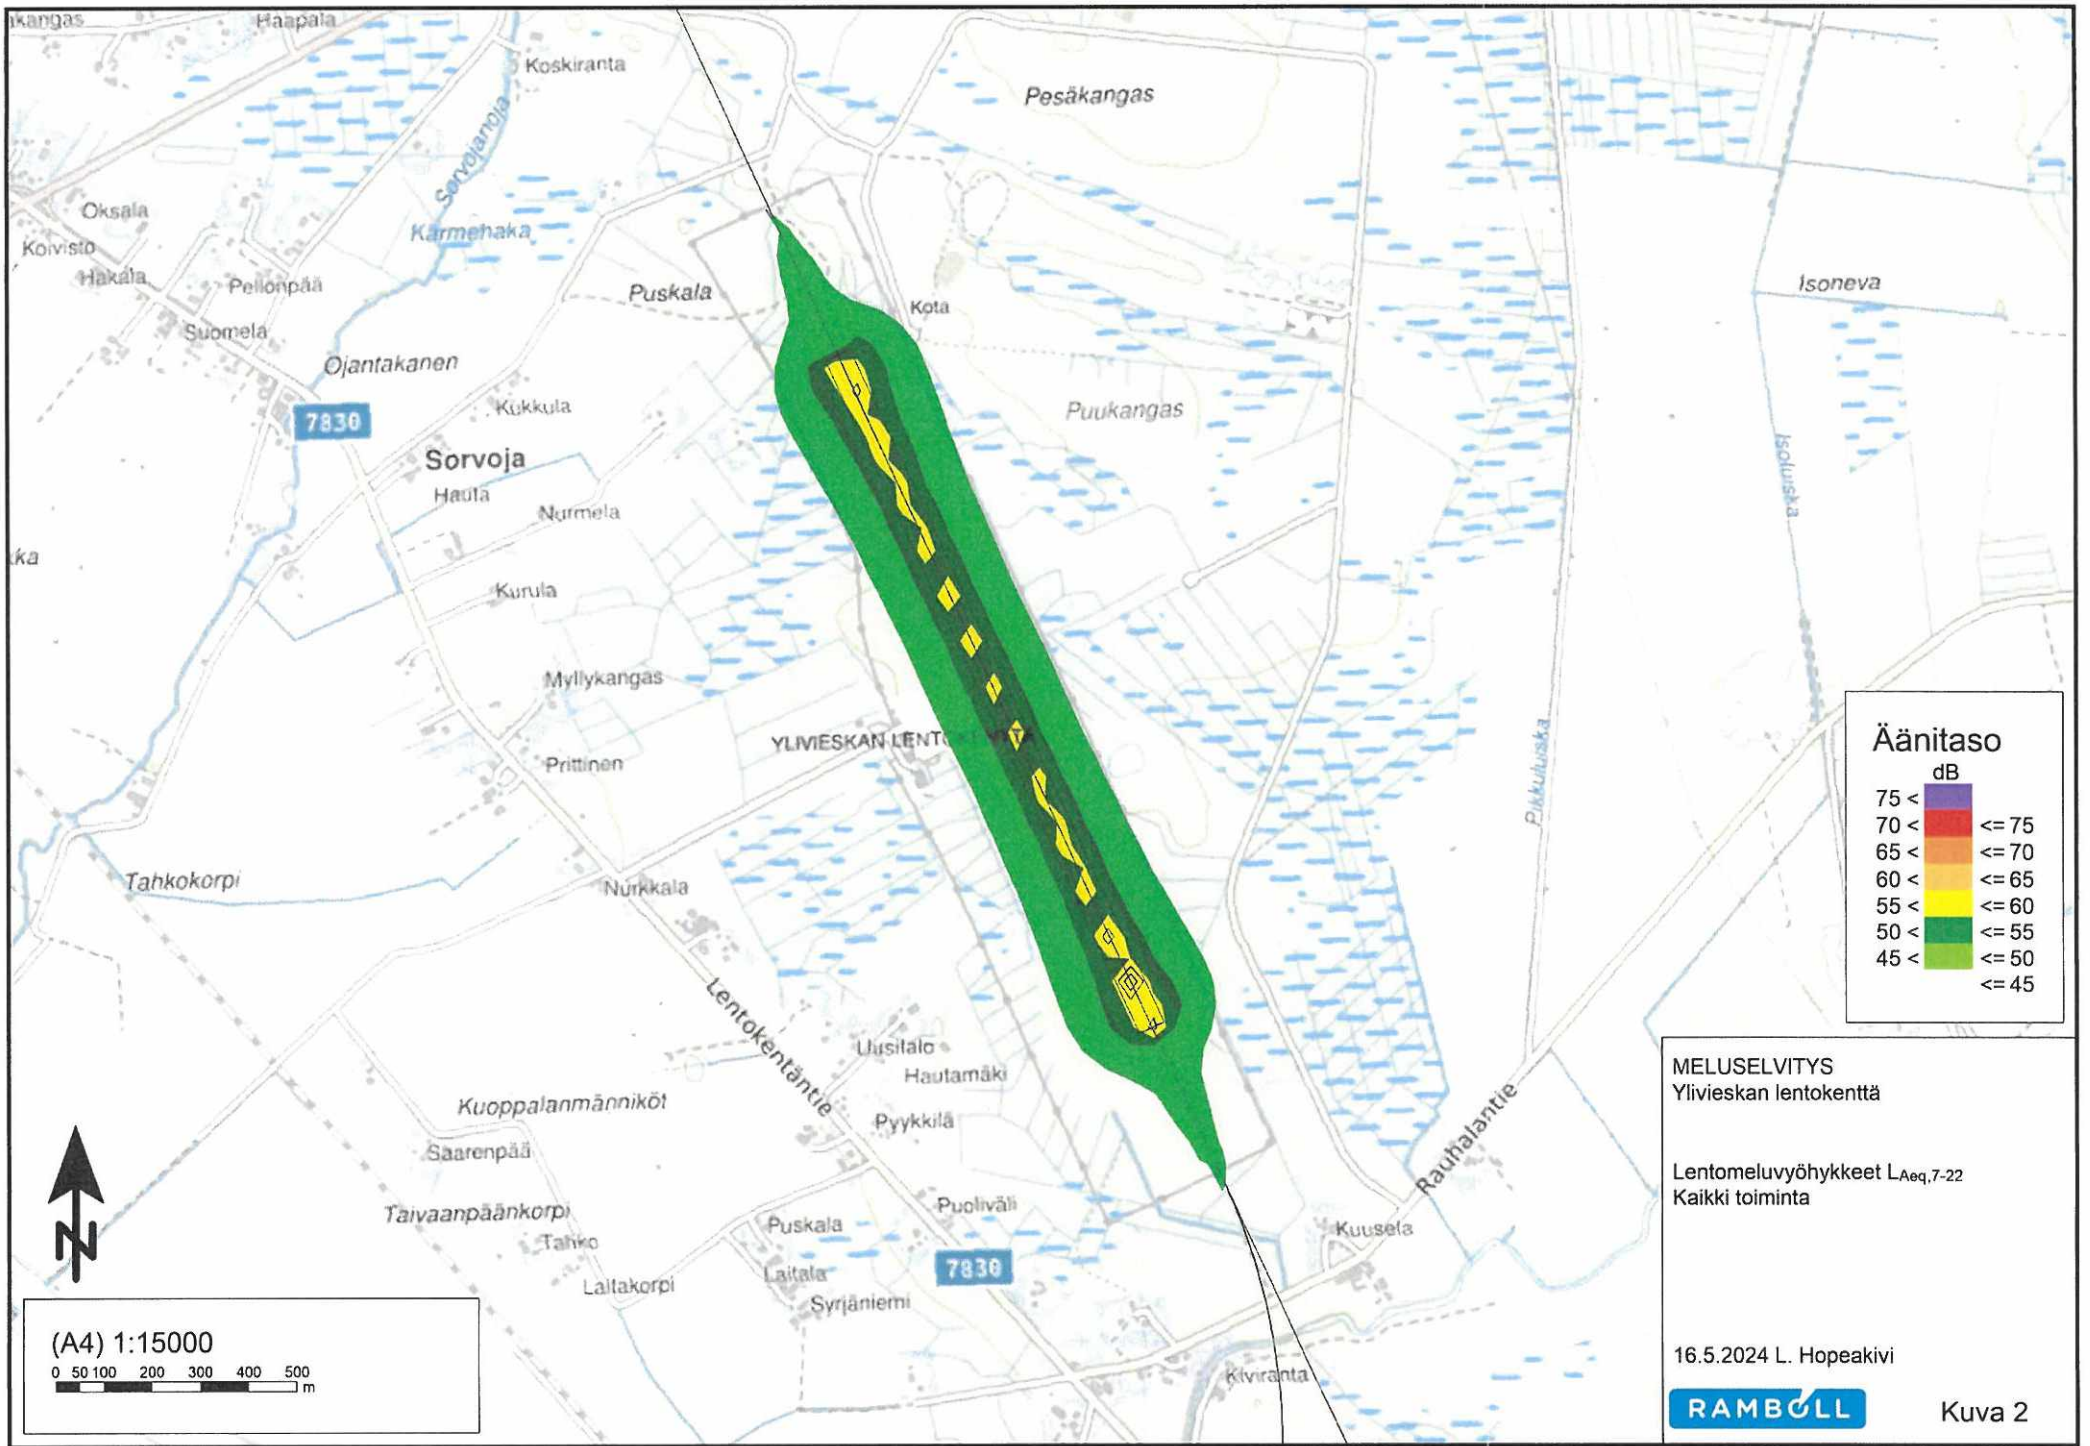 Haapala
Koskiranta
Pesäkangas
Sorvojanoja
Oksala
Karmehaka
Koivisto
Hakala
Pellonpää
Puskala
Isoneva
Kota
Suomela
Ojantakanen
Kukkula
Puukangas
7830
Sorvoja
Hauta
Nurmela
Isoluska
ka
Kurula
Myllykangas
YLIVIESKAN LENTOKENTTÄ
Prittinen
Pikkuluska
Tahkokorpi
Nurkkala
Lentokentäntie
Uusitalo
Hautamäki
Kuoppalanmänniköt
Pyykkilä
Rauhalantie
Saarenpää
Taivaanpäänkorpi
Puoliväli
Puskala
Kuusela
Tahko
7830
Laitala
Laitakorpi
Syrjäniemi
Kiviranta
Äänitaso
dB
75 <
70 < <= 75
65 < <= 70
60 < <= 65
55 < <= 60
50 < <= 55
45 < <= 50
<= 45
MELUSELVITYS
Ylivieskan lentokenttä
Lentomeluvyöhykkeet LAeq,7-22
Kaikki toiminta
16.5.2024 L. Hopeakivi
RAMBOLL
Kuva 2
N
(A4) 1:15000
0 50 100 200 300 400 500
m